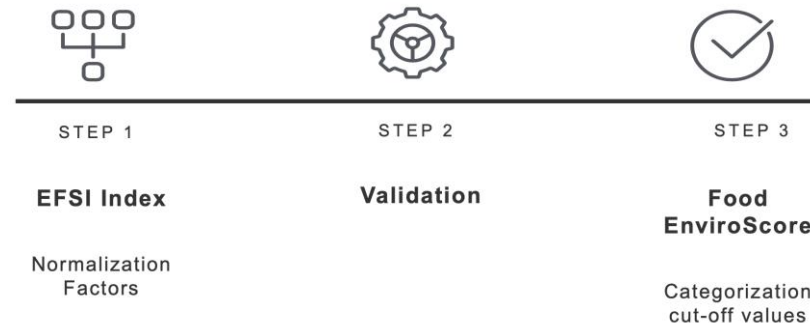 STEP 1
STEP 2
STEP 3
EFSI Index
Validation
Food
EnviroScore
Normalization
Factors
Categorization
cut-off values